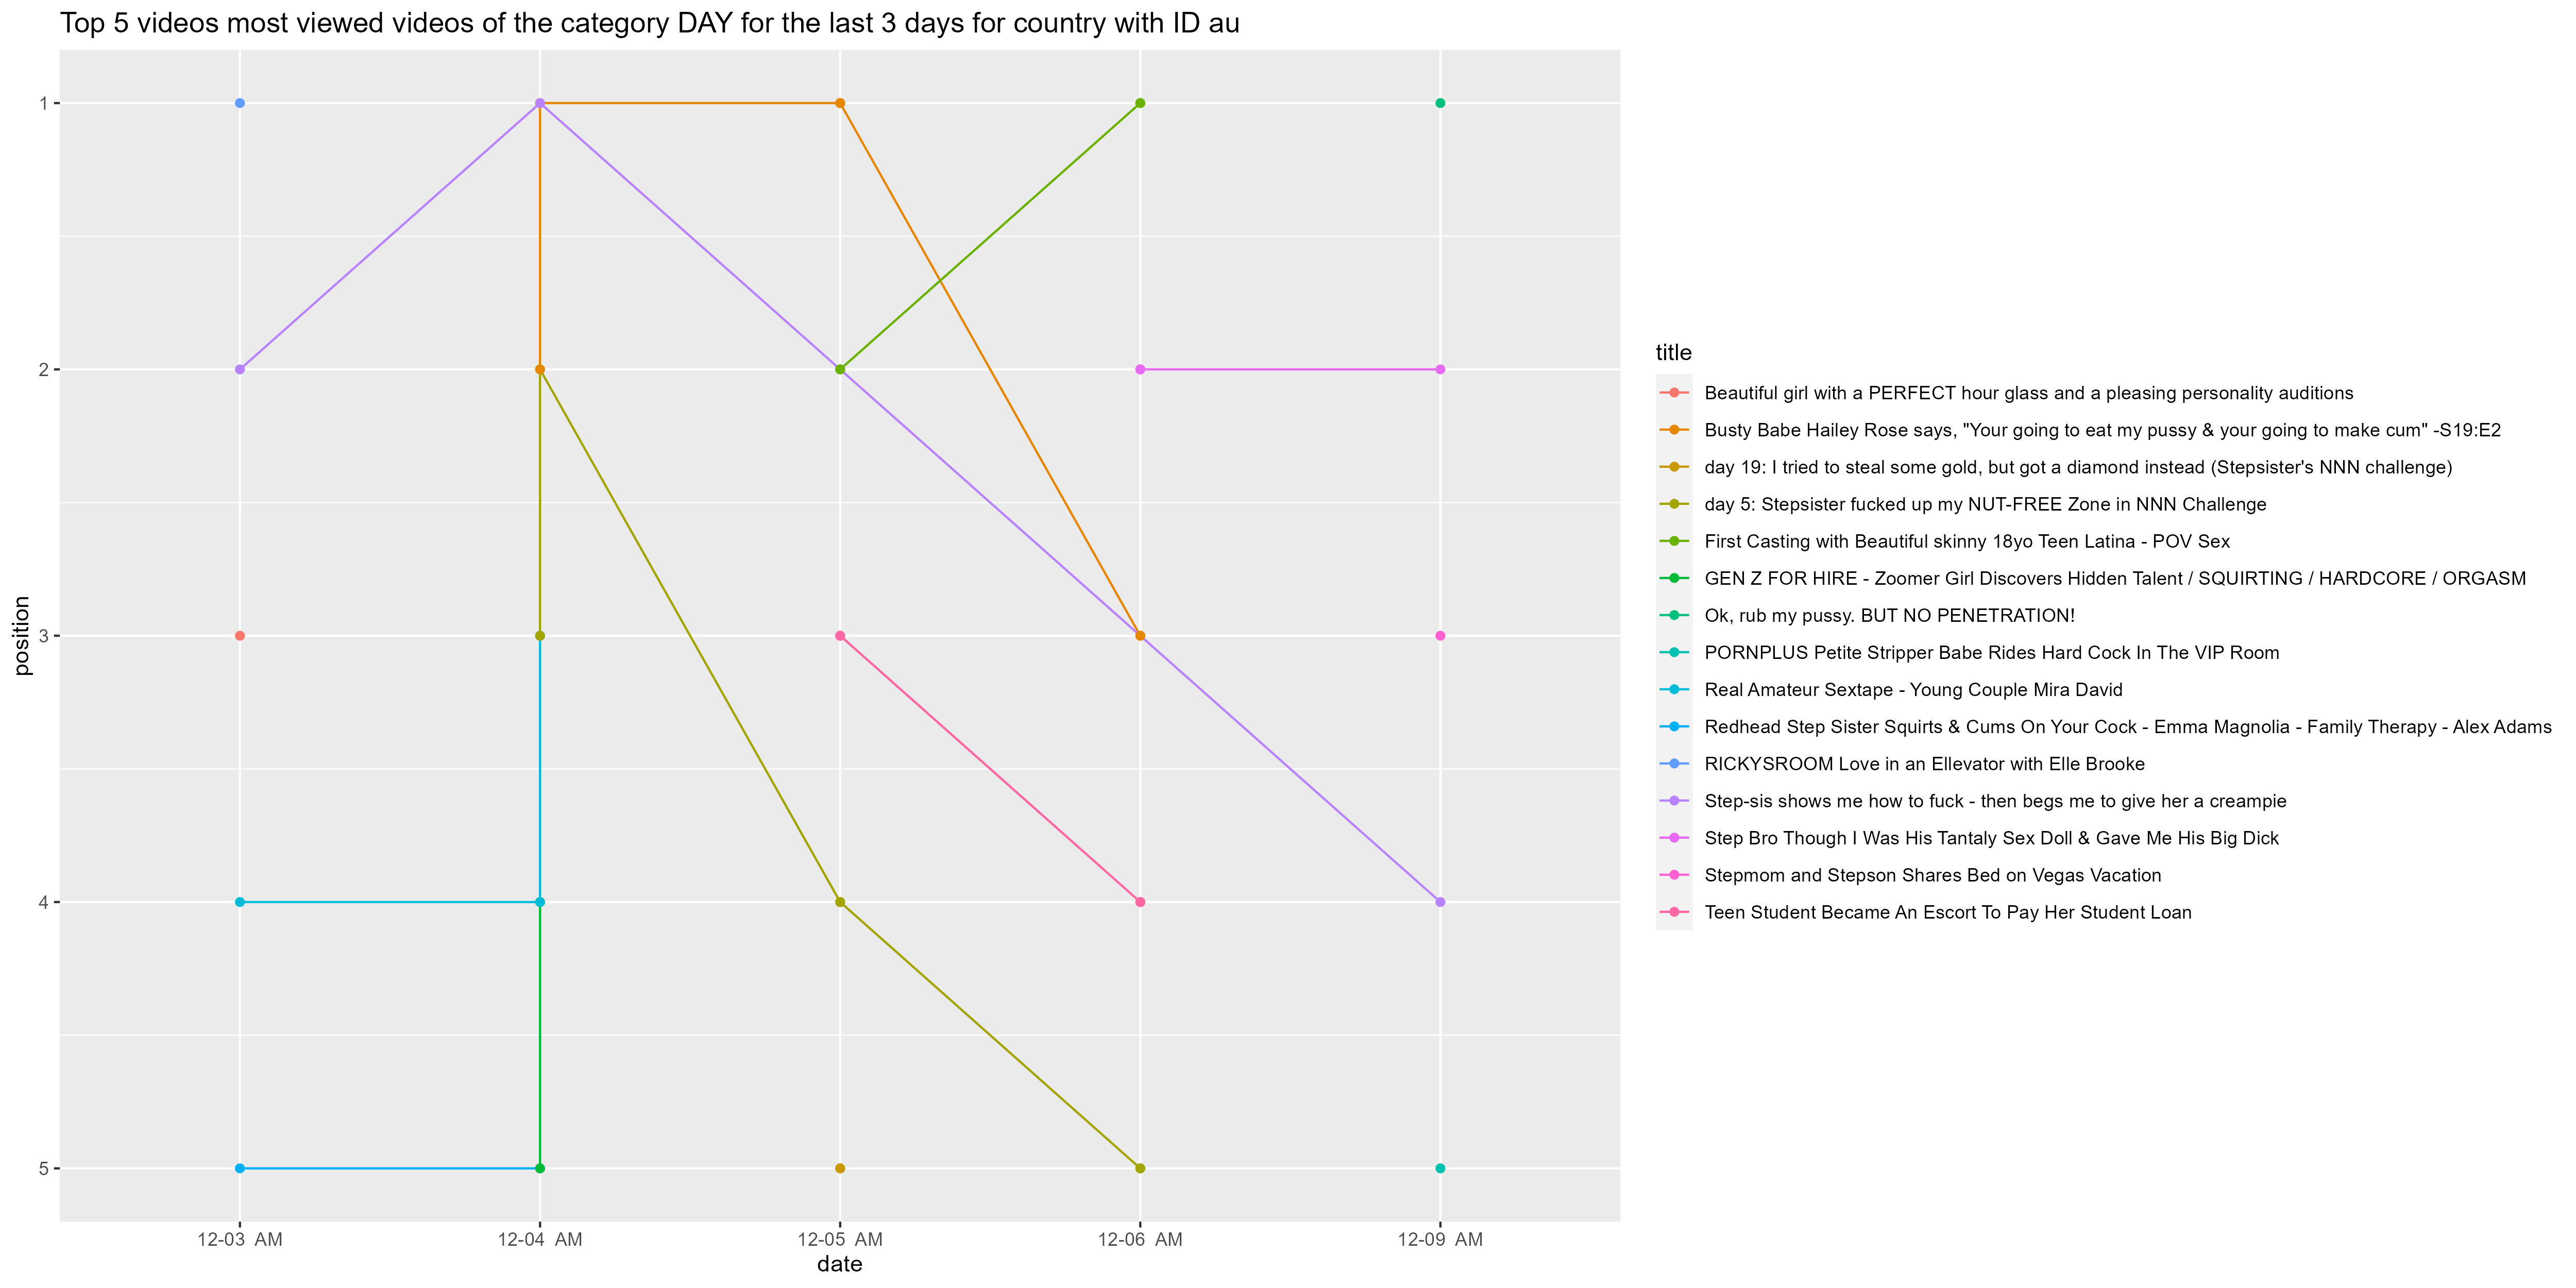 Top 5 videos most viewed videos of the category DAY for the last 3 days for country with ID au
position
1
2
3
4
5
12-03 AM
12-04 AM
12-05 AM
12-06 AM
12-09 AM
date
title
Beautiful girl with a PERFECT hour glass and a pleasing personality auditions
Busty Babe Hailey Rose says, "Your going to eat my pussy & your going to make cum" -S19:E2
day 19: I tried to steal some gold, but got a diamond instead (Stepsister's NNN challenge)
day 5: Stepsister fucked up my NUT-FREE Zone in NNN Challenge
First Casting with Beautiful skinny 18yo Teen Latina - POV Sex
GEN Z FOR HIRE - Zoomer Girl Discovers Hidden Talent / SQUIRTING / HARDCORE / ORGASM
Ok, rub my pussy. BUT NO PENETRATION!
PORNPLUS Petite Stripper Babe Rides Hard Cock In The VIP Room
Real Amateur Sextape - Young Couple Mira David
Redhead Step Sister Squirts & Cums On Your Cock - Emma Magnolia - Family Therapy - Alex Adams
RICKYSROOM Love in an Ellevator with Elle Brooke
Step-sis shows me how to fuck - then begs me to give her a creampie
Step Bro Though I Was His Tantaly Sex Doll & Gave Me His Big Dick
Stepmom and Stepson Shares Bed on Vegas Vacation
Teen Student Became An Escort To Pay Her Student Loan